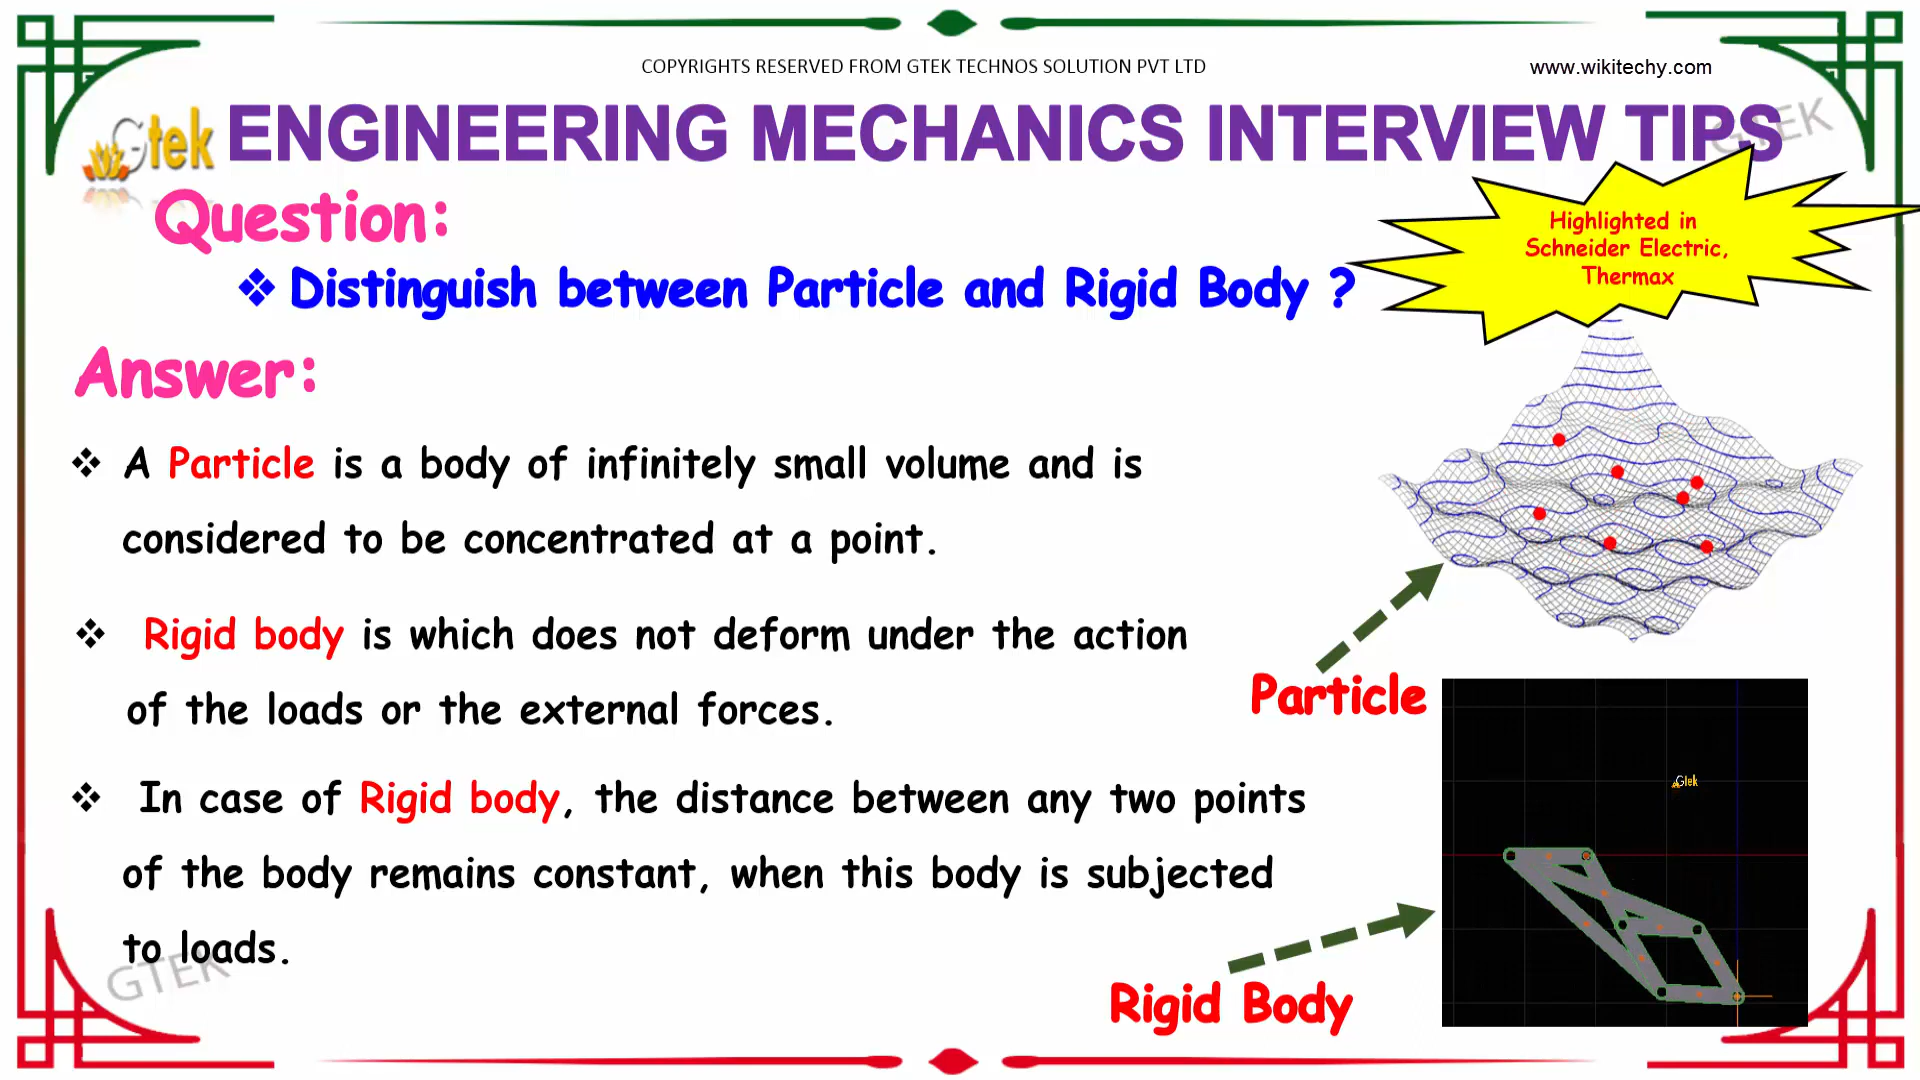 COPYRIGHTS RESERVED FROM GTEK TECHNOS SOLUTION PVT LTD
www.wikitechy.com
Gtek
ENGINEERING MECHANICS INTERVIEW TIPS
GTEK
Question:
Highlighted in
Schneider Electric,
Thermax
❖ Distinguish between Particle and Rigid Body ?
Answer:
❖ A Particle is a body of infinitely small volume and is
considered to be concentrated at a point.
❖ Rigid body is which does not deform under the action
of the loads or the external forces.
Particle
Gtek
❖ In case of Rigid body, the distance between any two points
of the body remains constant, when this body is subjected
to loads.
GTEK
Rigid Body